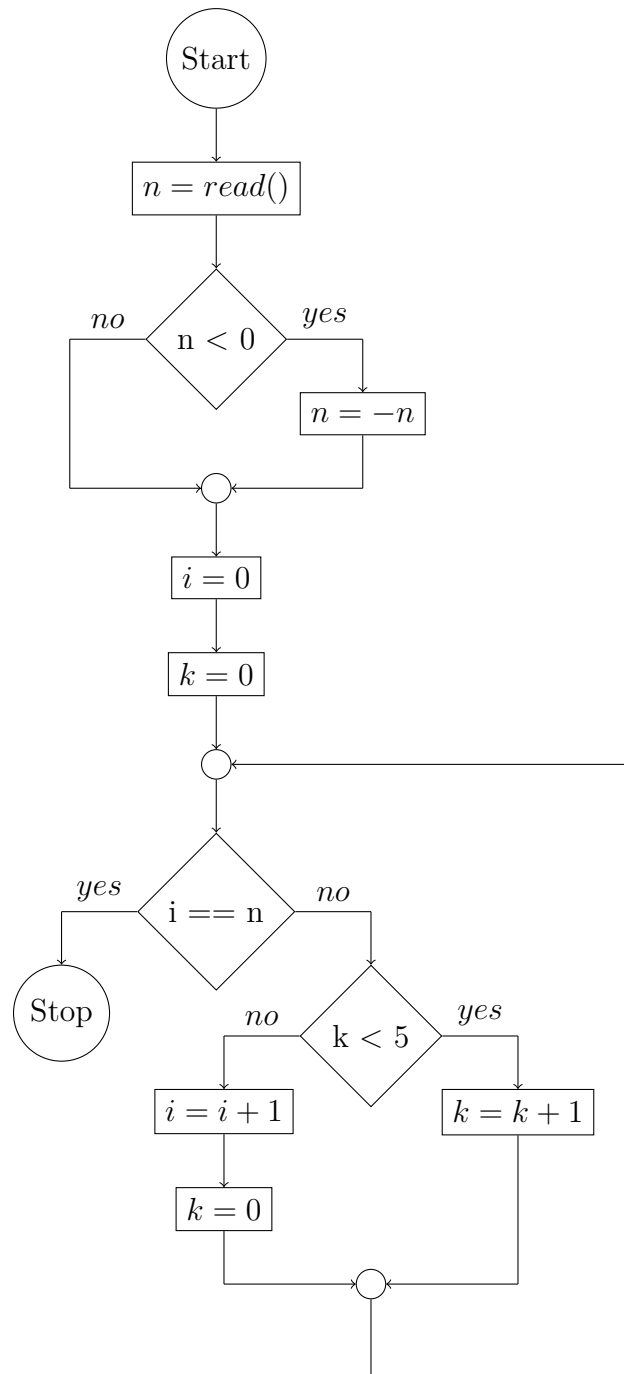 Start
n = read()
no
yes
n < 0
n = −n
i = 0
k = 0
yes
no
i == n
Stop
no
yes
k < 5
i = i + 1
k = k + 1
k = 0